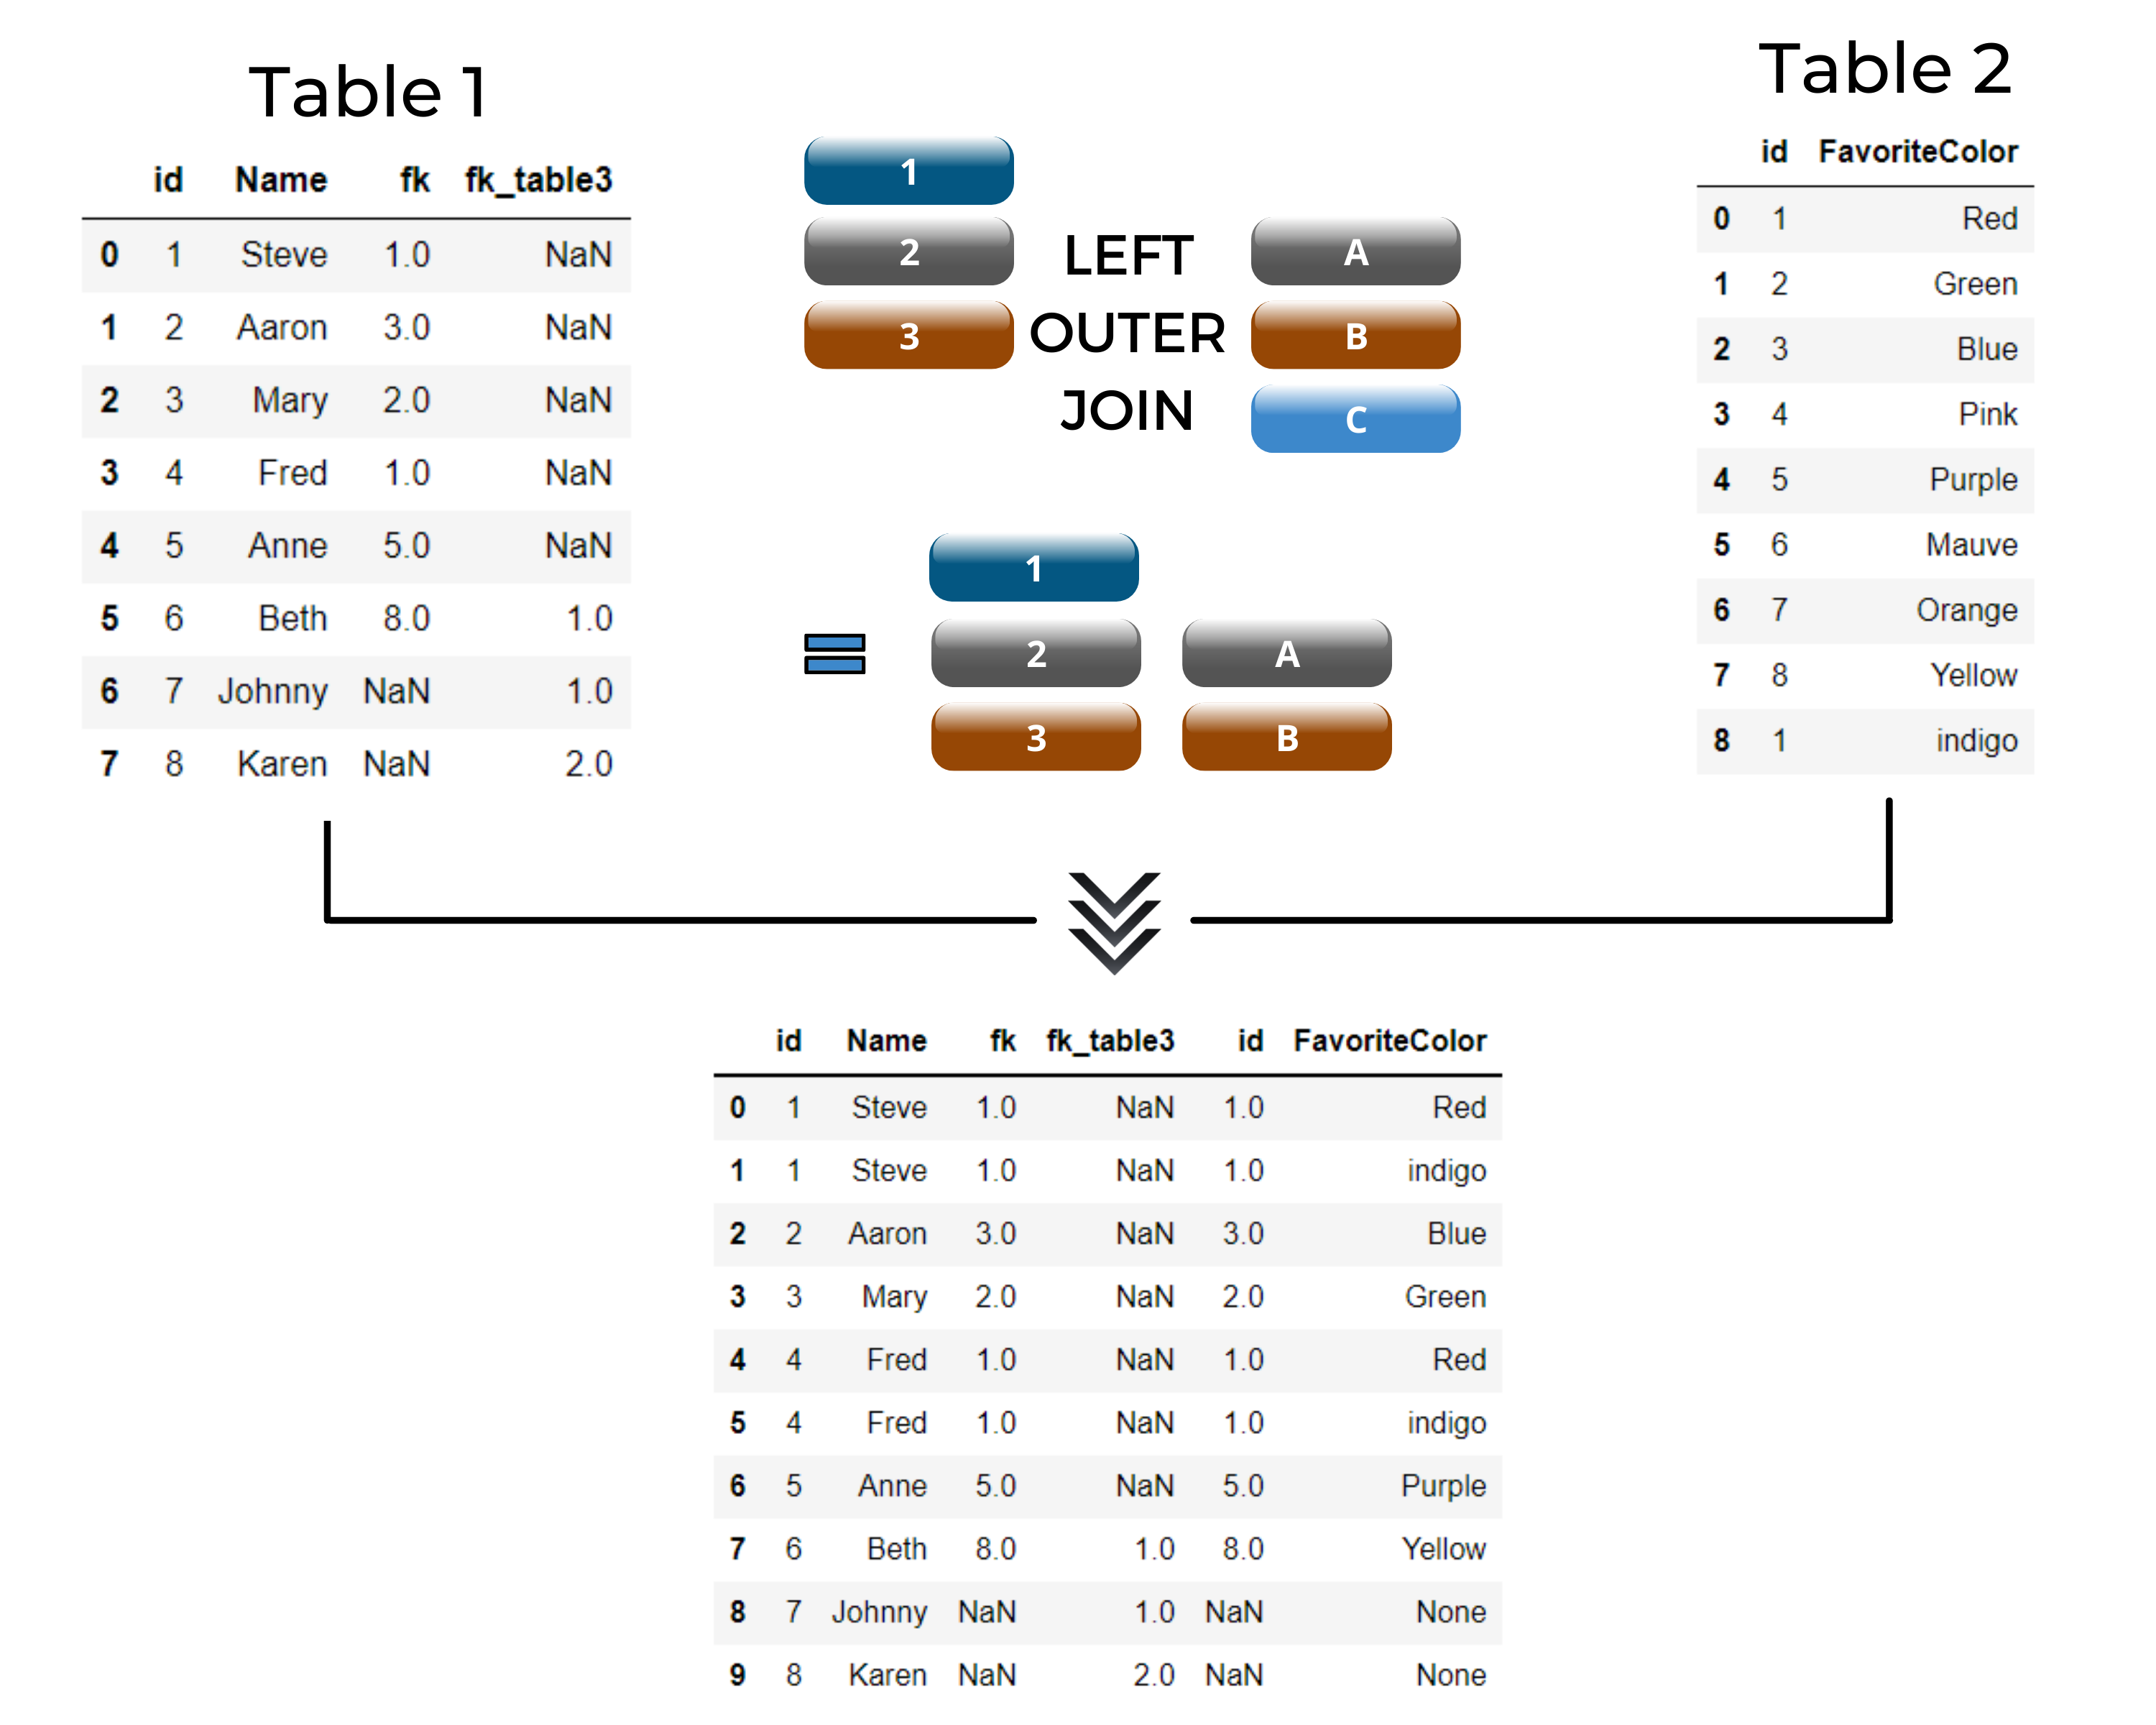 Table 1
id Name fk fk_table3
0 1 Steve 1.0 NaN
1 2 Aaron 3.0 NaN
2 3 Mary 2.0 NaN
3 4 Fred 1.0 NaN
4 5 Anne 5.0 NaN
5 6 Beth 8.0 1.0
6 7 Johnny NaN 1.0
7 8 Karen NaN 2.0
1
2
3
LEFT
OUTER
JOIN
A
B
C
1
2 A
3 B
Table 2
id FavoriteColor
0 1 Red
1 2 Green
2 3 Blue
3 4 Pink
4 5 Purple
5 6 Mauve
6 7 Orange
7 8 Yellow
8 1 indigo
id Name fk fk_table3 id FavoriteColor
0 1 Steve 1.0 NaN 1.0 Red
1 1 Steve 1.0 NaN 1.0 indigo
2 2 Aaron 3.0 NaN 3.0 Blue
3 3 Mary 2.0 NaN 2.0 Green
4 4 Fred 1.0 NaN 1.0 Red
5 4 Fred 1.0 NaN 1.0 indigo
6 5 Anne 5.0 NaN 5.0 Purple
7 6 Beth 8.0 1.0 8.0 Yellow
8 7 Johnny NaN 1.0 NaN None
9 8 Karen NaN 2.0 NaN None